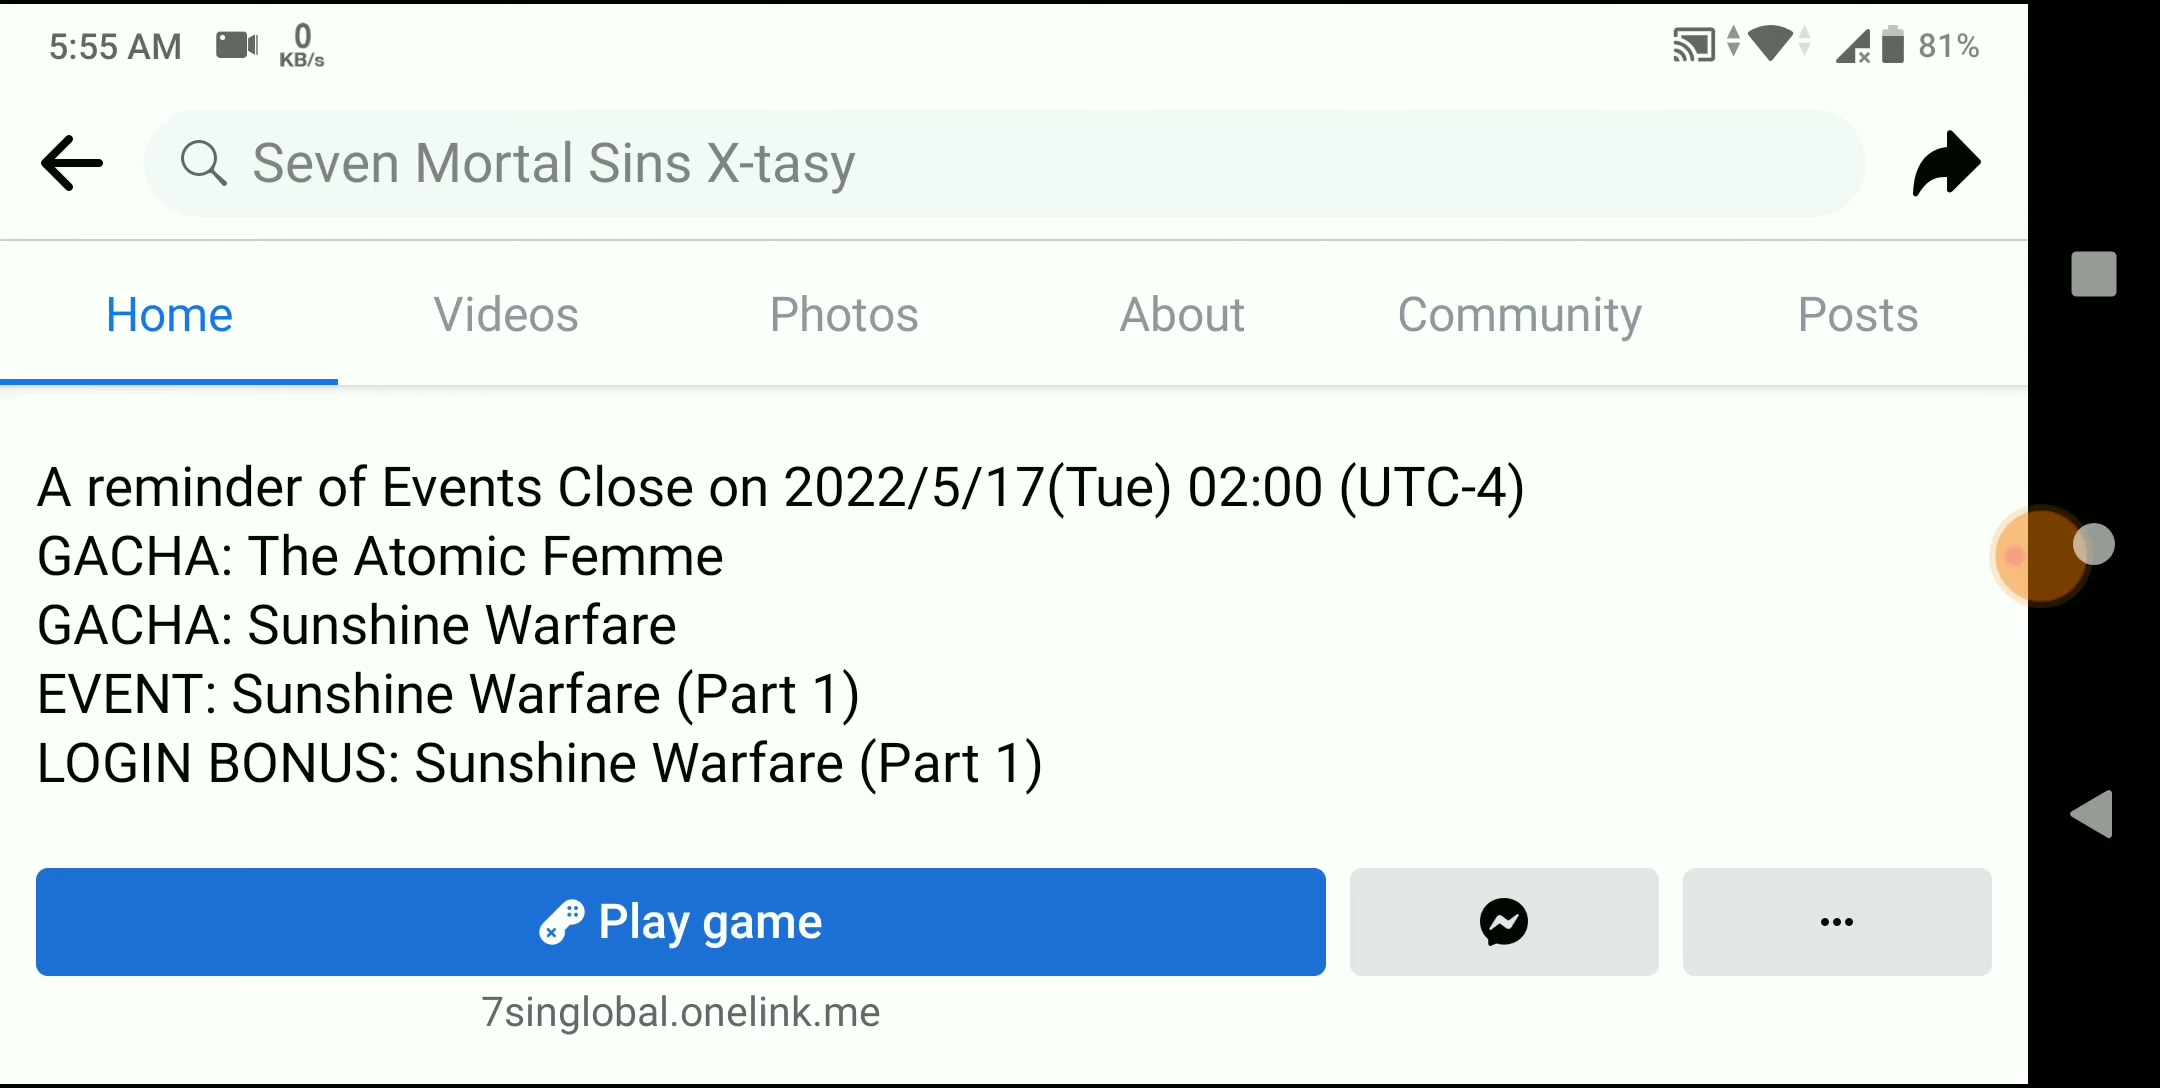 5:55 AM
0
KB/s
81%
Seven Mortal Sins X-tasy
Home Videos Photos About Community Posts
A reminder of Events Close on 2022/5/17(Tue) 02:00 (UTC-4)
GACHA: The Atomic Femme
GACHA: Sunshine Warfare
EVENT: Sunshine Warfare (Part 1)
LOGIN BONUS: Sunshine Warfare (Part 1)
Play game
7singlobal.onelink.me